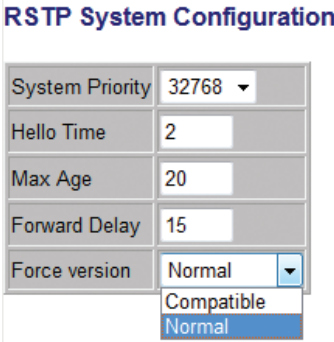 RSTP System Configuration
System Priority 32768
Hello Time 2
Max Age 20
Forward Delay 15
Force version Normal
Compatible
Normal